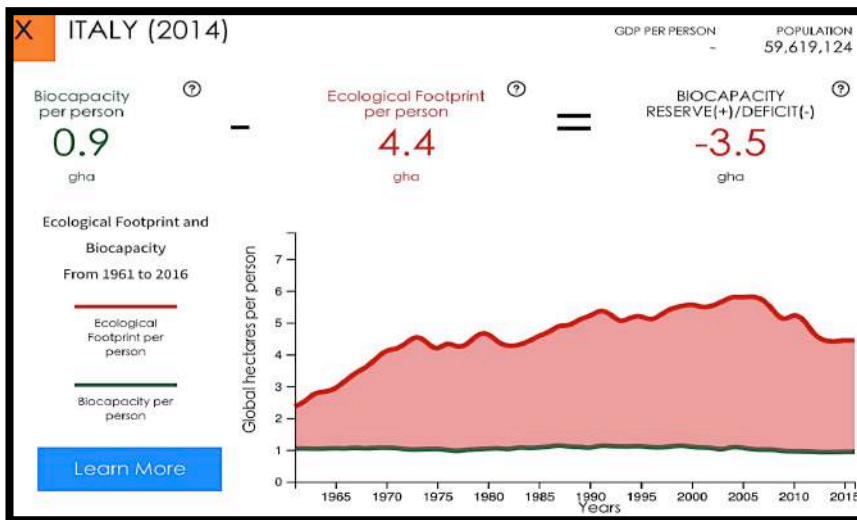 X
ITALY (2014)
GDP PER PERSON
-
POPULATION
59,619,124
Biocapacity
per person
0.9
gha
?
-
Ecological Footprint
per person
4.4
gha
?
=
BIOCAPACITY
RESERVE(+)/DEFICIT(-)
-3.5
gha
?
Ecological Footprint and
Biocapacity
From 1961 to 2016
Ecological
Footprint per
person
Biocapacity per
person
Learn More
Global hectares per person
7
6
5
4
3
2
1
0
1965 1970 1975 1980 1985 1990 1995 2000 2005 2010 2015
Years